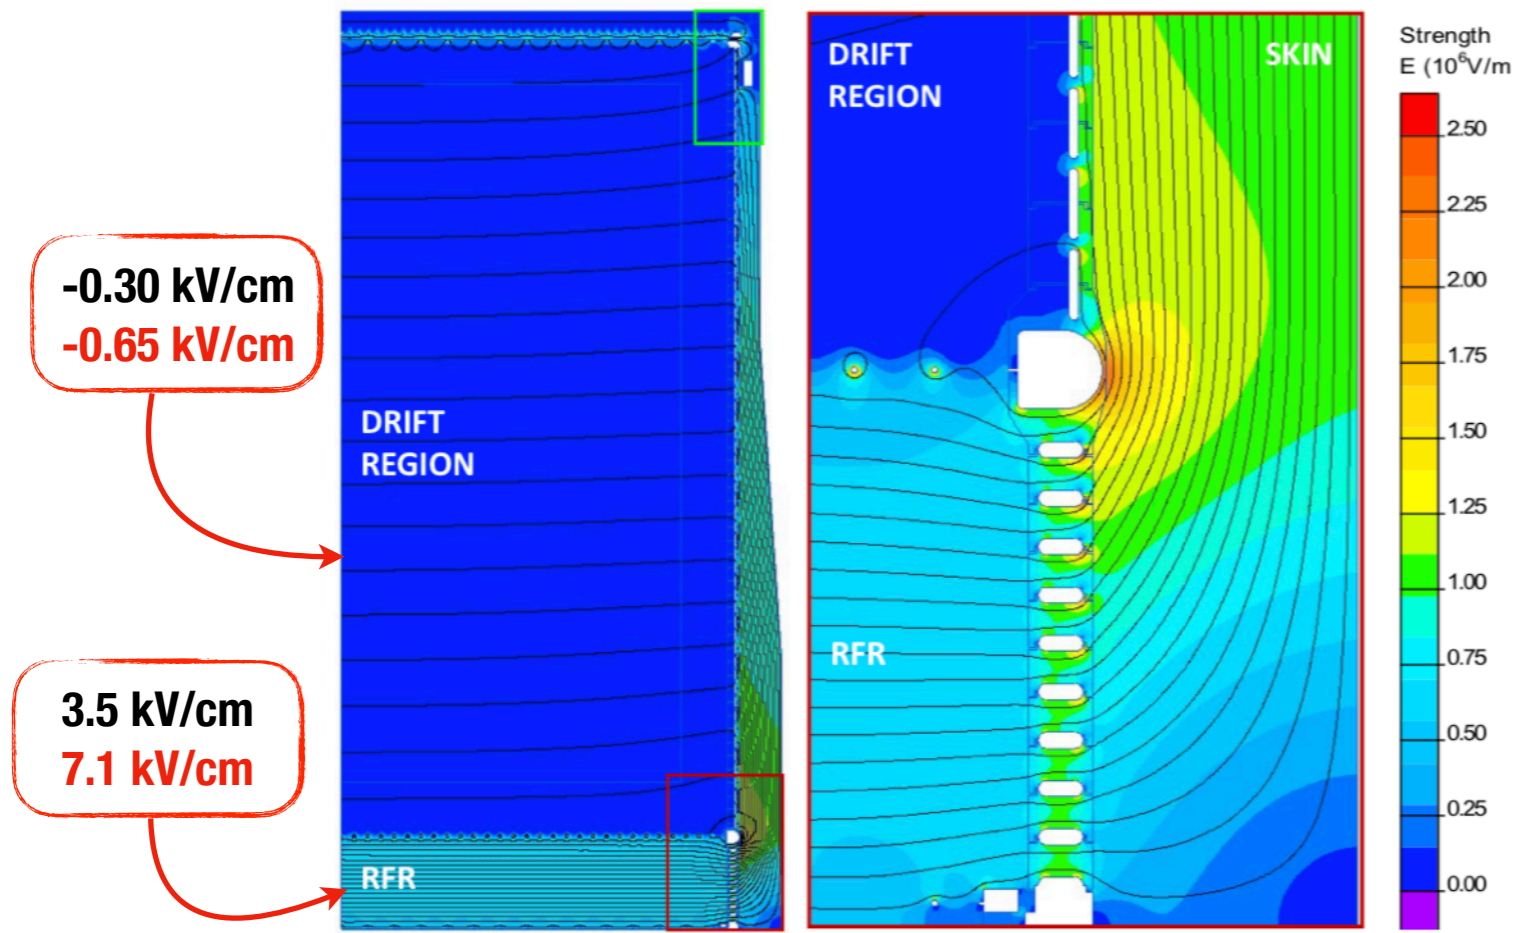 -0.30 kV/cm
-0.65 kV/cm
3.5 kV/cm
7.1 kV/cm
DRIFT
REGION
RFR
DRIFT
REGION
SKIN
RFR
Strength
E (10⁶V/m
2.50
2.25
2.00
1.75
1.50
1.25
1.00
0.75
0.50
0.25
0.00